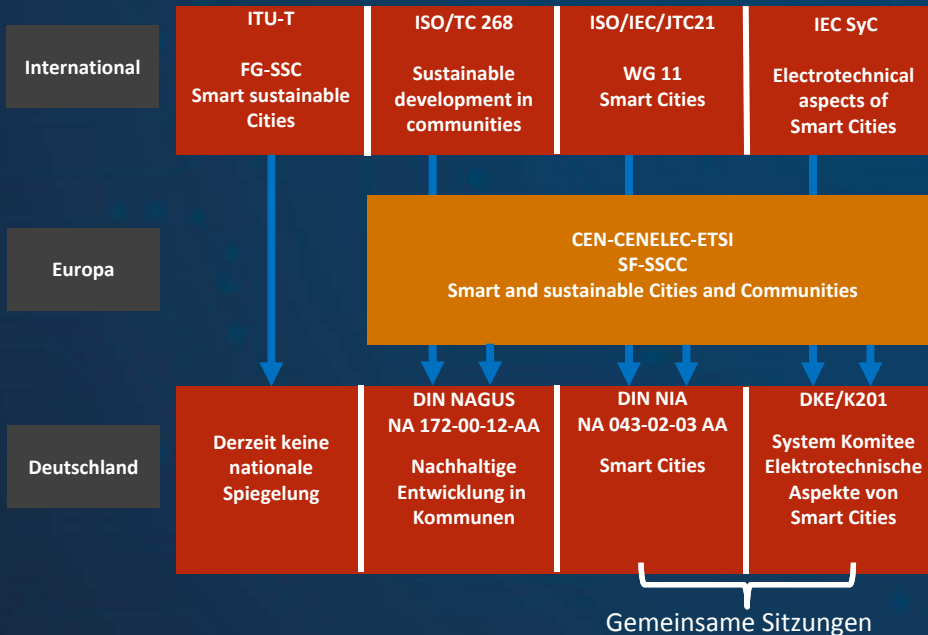 International
ITU-T
FG-SSC
Smart sustainable
Cities
ISO/TC 268
Sustainable
development in
communities
ISO/IEC/JTC21
WG 11
Smart Cities
IEC SyC
Electrotechnical
aspects of
Smart Cities
Europa
CEN-CENELEC-ETSI
SF-SSCC
Smart and sustainable Cities and Communities
Deutschland
Derzeit keine
nationale
Spiegelung
DIN NAGUS
NA 172-00-12-AA
Nachhaltige
Entwicklung in
Kommunen
DIN NIA
NA 043-02-03 AA
Smart Cities
DKE/K201
System Komitee
Elektrotechnische
Aspekte von
Smart Cities
Gemeinsame Sitzungen